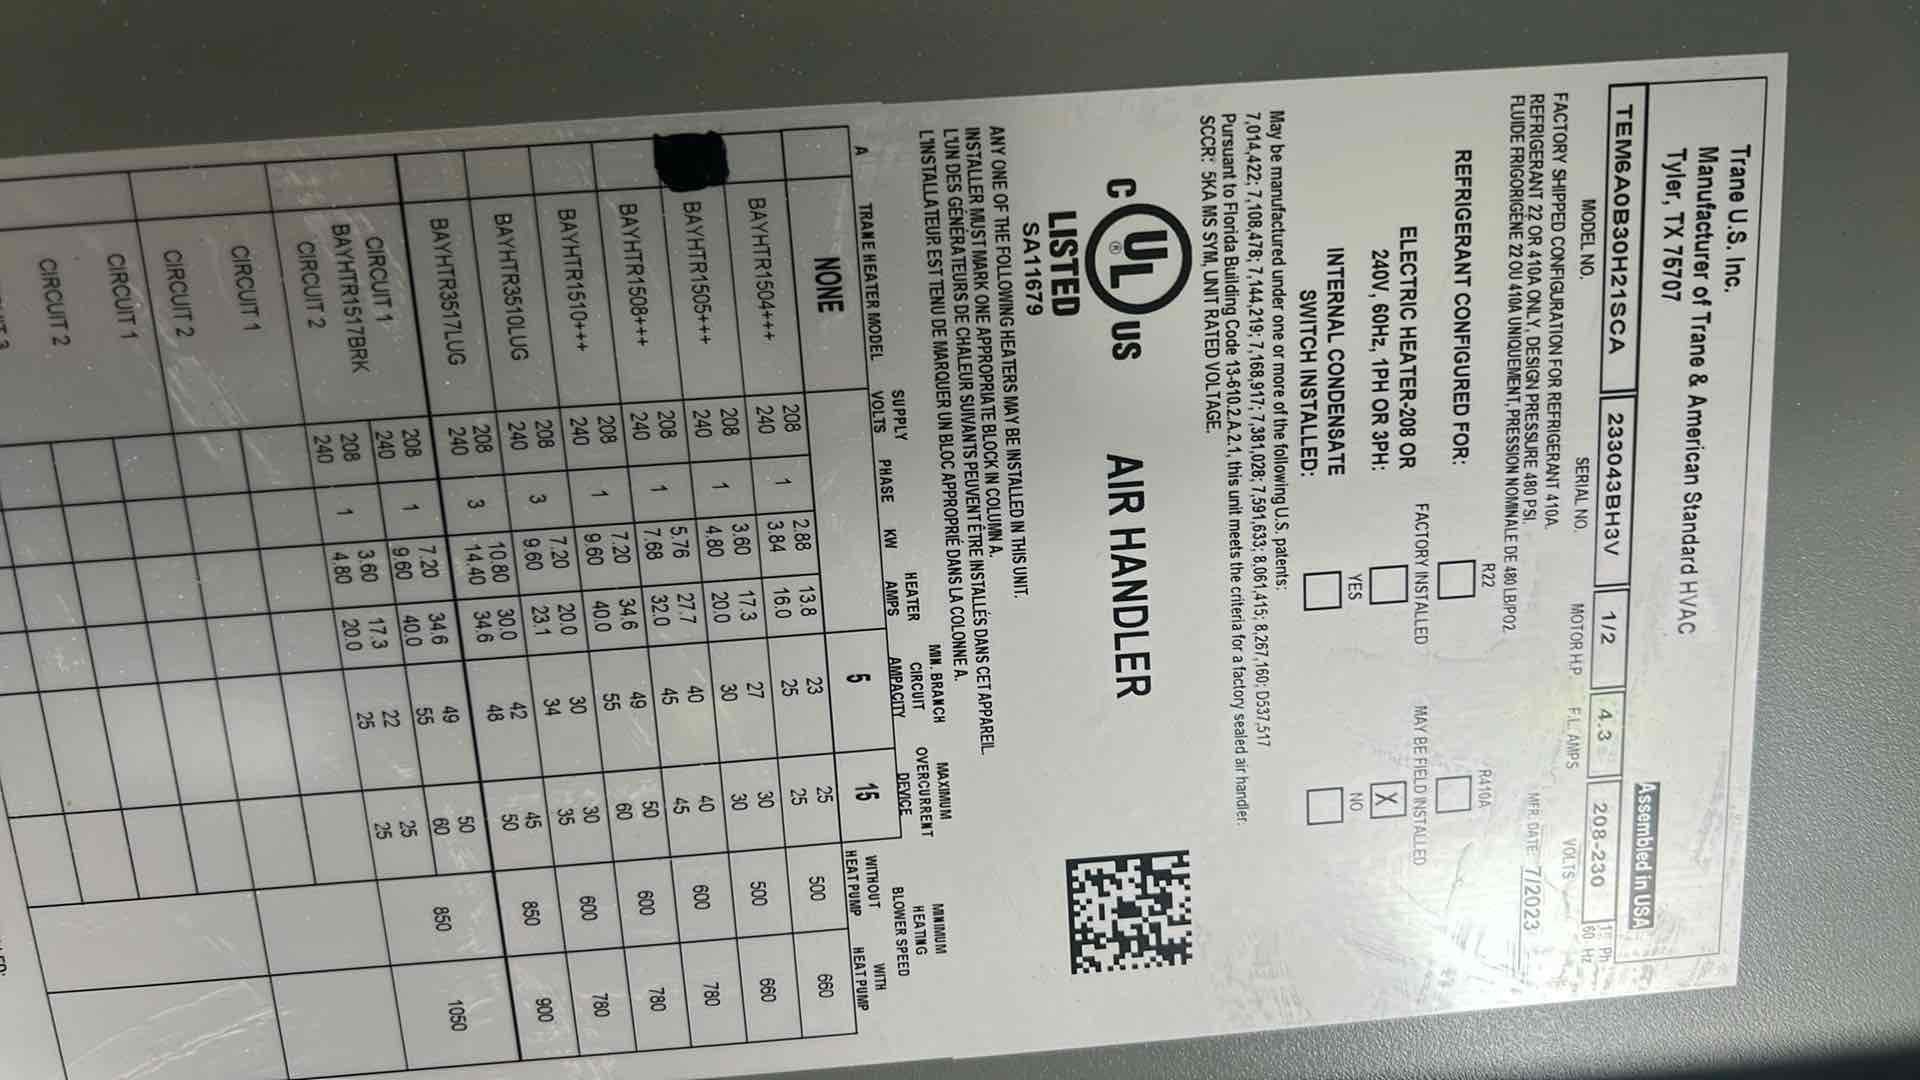 Trane U.S. Inc.
Manufacturer of Trane & American Standard HVAC
Tyler, TX 75707
Assembled in USA
TEM6A0B30H21SCA 233043BH3V 1/2 4.3 208-230 1 PH 60 Hz
MODEL NO. SERIAL NO. MOTOR H.P. F.L. AMPS VOLTS
FACTORY SHIPPED CONFIGURATION FOR REFRIGERANT 410A.
REFRIGERANT 22 OR 410A ONLY, DESIGN PRESSURE 480 PSI.
FLUIDE FRIGORIGÈNE 22 OU 410A UNIQUEMENT, PRESSION NOMINALE DE 480 LB/PO2.
MFR. DATE: 7/2023
R22 R410A
REFRIGERANT CONFIGURED FOR:
FACTORY INSTALLED MAY BE FIELD INSTALLED
ELECTRIC HEATER-208 OR
240V, 60Hz, 1PH OR 3PH: X
YES NO
INTERNAL CONDENSATE
SWITCH INSTALLED:
May be manufactured under one or more of the following U.S. patents:
7,014,422; 7,108,478; 7,144,219; 7,168,917; 7,381,028; 7,591,633; 8,061,415; 8,267,160; D537,517
Pursuant to Florida Building Code 13-610.2.A.2.1, this unit meets the criteria for a factory sealed air handler.
SCCR: 5KA MS SYM, UNIT RATED VOLTAGE.
C UL ® US
LISTED
SA11679
AIR HANDLER
ANY ONE OF THE FOLLOWING HEATERS MAY BE INSTALLED IN THIS UNIT.
INSTALLER MUST MARK ONE APPROPRIATE BLOCK IN COLUMN A.
L'UN DES GÉNÉRATEURS DE CHALEUR SUIVANTS PEUVENT ÊTRE INSTALLÉS DANS CET APPAREIL.
L'INSTALLATEUR EST TENU DE MARQUER UN BLOC APPROPRIÉ DANS LA COLONNE A.
A TRANE HEATER MODEL SUPPLY VOLTS PHASE KW HEATER AMPS MIN. BRANCH CIRCUIT AMPACITY MAXIMUM OVERCURRENT DEVICE MINIMUM HEATING BLOWER SPEED WITHOUT HEAT PUMP WITH HEAT PUMP
NONE 5 15
BAYHTR1504+++ 208 1 2.88 13.8 23 25 500 660
240 3.84 16.0 25 25
BAYHTR1505+++ 208 1 3.60 17.3 27 30 500 660
240 4.80 20.0 30 30
BAYHTR1508+++ 208 1 5.76 27.7 40 40 600 780
240 7.68 32.0 45 45
BAYHTR1510+++ 208 1 7.20 34.6 49 50 600 780
240 9.60 40.0 55 60
BAYHTR3510LUG 208 3 7.20 20.0 30 30 600 780
240 9.60 23.1 34 35
BAYHTR3517LUG 208 3 10.80 30.0 42 45 850 900
240 14.40 34.6 48 50
CIRCUIT 1 208 1 7.20 34.6 49 50
240 9.60 40.0 55 60
BAYHTR1517BRK 850 1050
CIRCUIT 2 208 1 3.60 17.3 22 25
240 4.80 20.0 25 25
CIRCUIT 1
CIRCUIT 2
CIRCUIT 1
CIRCUIT 2